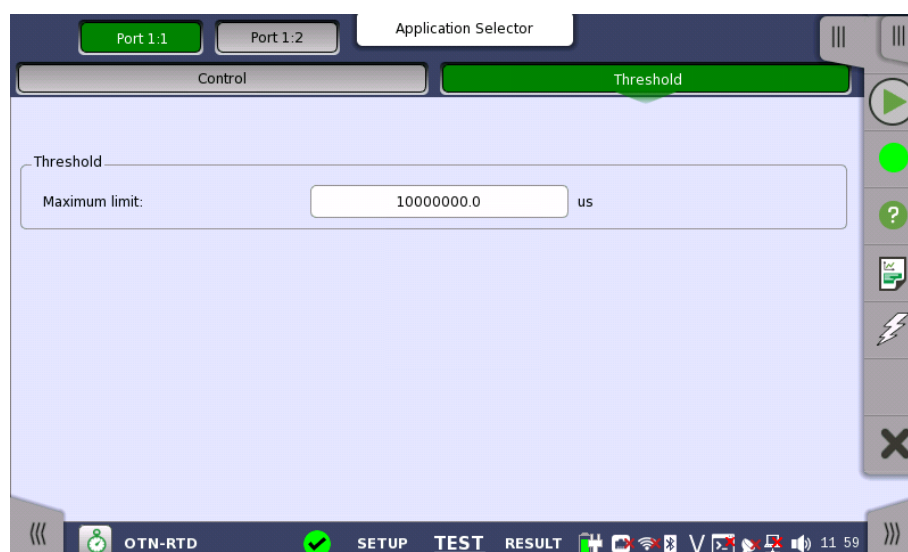 Port 1:1 Port 1:2 Application Selector
Control Threshold
Threshold
Maximum limit: 10000000.0 us
?
OTN-RTD SETUP TEST RESULT V 11 59